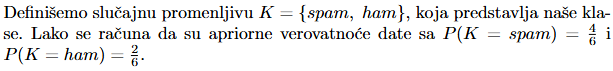 Definišemo slučajnu promenljivu K = {spam, ham}, koja predstavlja naše kla-
se. Lako se računa da su apriorne verovatnoće date sa P(K = spam) = 4/6 i
P(K = ham) = 2/6.